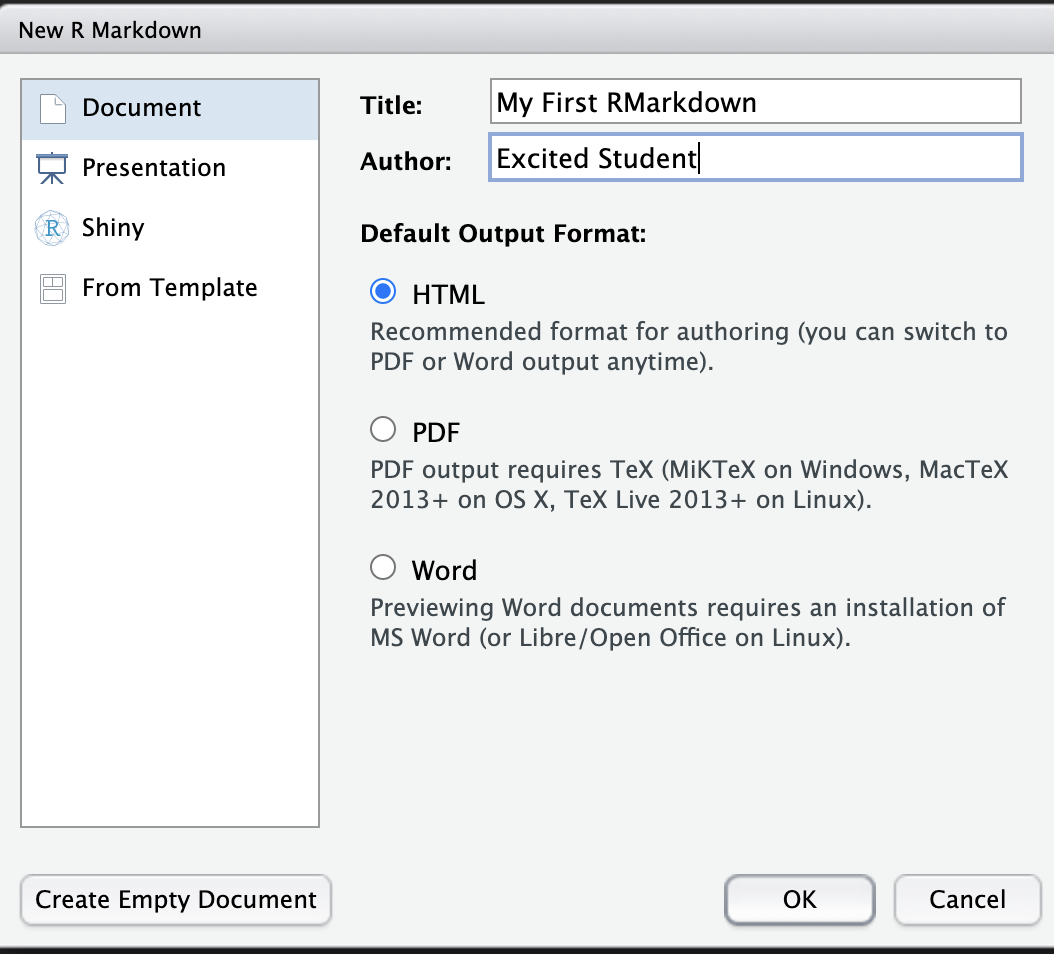 New R Markdown
Document
Presentation
Shiny
From Template
Title:
My First RMarkdown
Author:
Excited Student
Default Output Format:
HTML
Recommended format for authoring (you can switch to
PDF or Word output anytime).
PDF
PDF output requires TeX (MiKTeX on Windows, MacTeX
2013+ on OS X, TeX Live 2013+ on Linux).
Word
Previewing Word documents requires an installation of
MS Word (or Libre/Open Office on Linux).
Create Empty Document
OK
Cancel